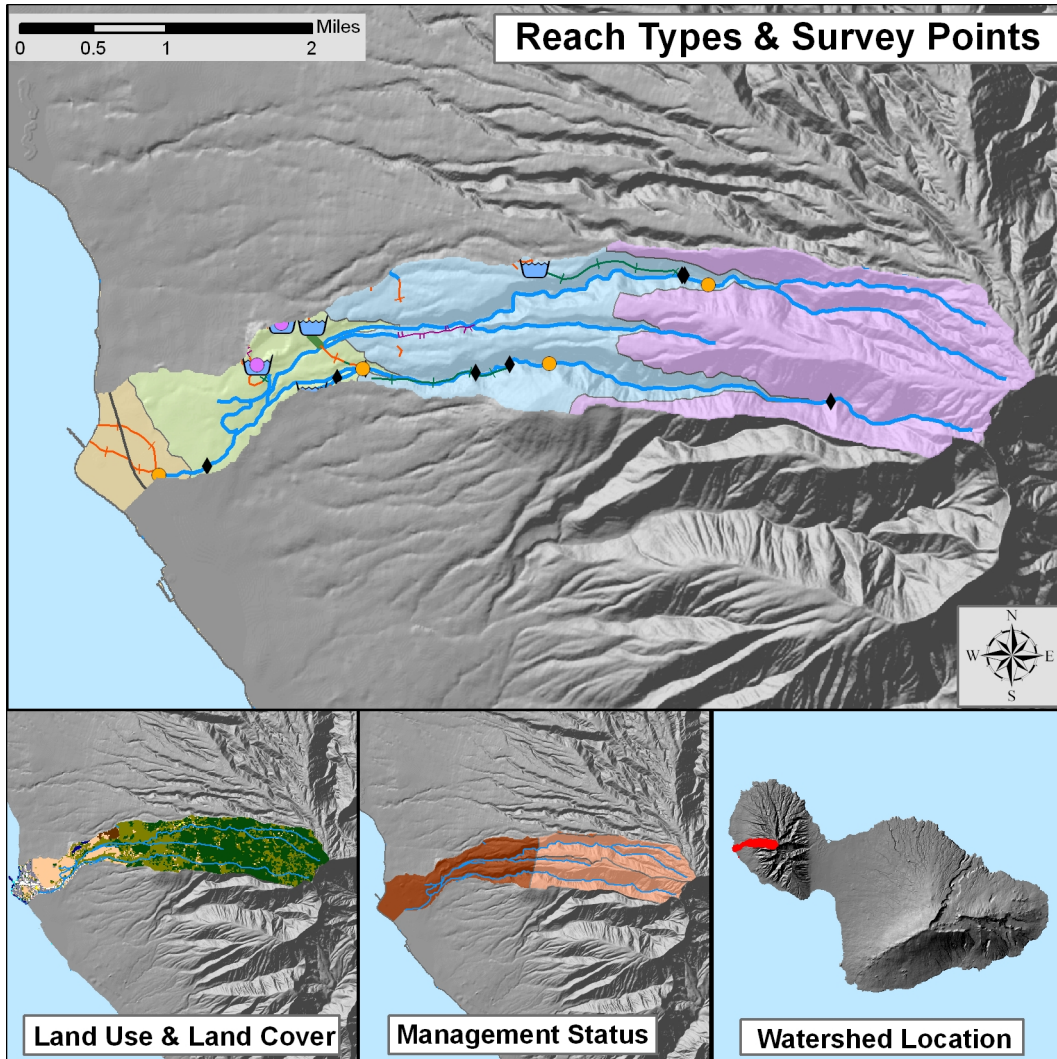 Miles
0 0.5 1 2
Reach Types & Survey Points
N
W E
S
Land Use & Land Cover
Management Status
Watershed Location